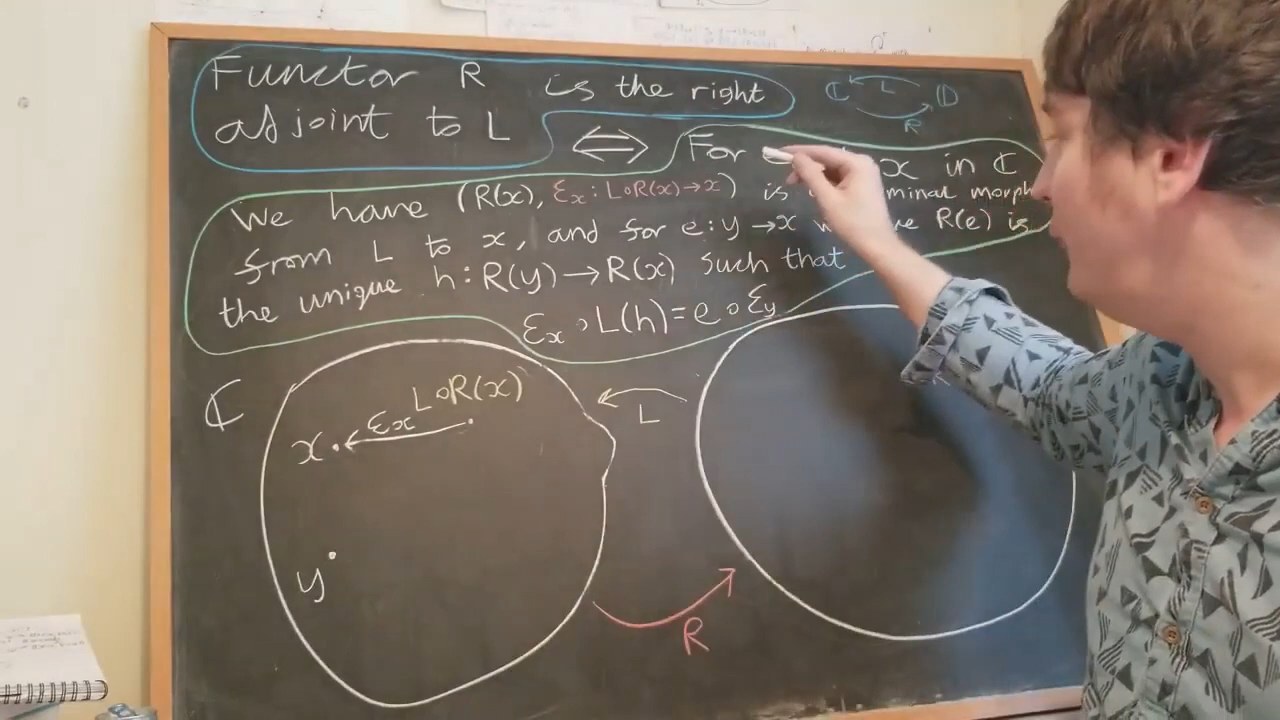 Functor R is the right
adjoint to L ⟺
ℂ L 𝔻
R
For x in ℂ
We have (R(x), εx : L∘R(x)→x) is
from L to x, and for e : y →x R(e) is
the unique h : R(y) → R(x) such that
εx ∘ L(h) = e ∘ εy
ℂ
L∘R(x)
εx
x
L
y
R